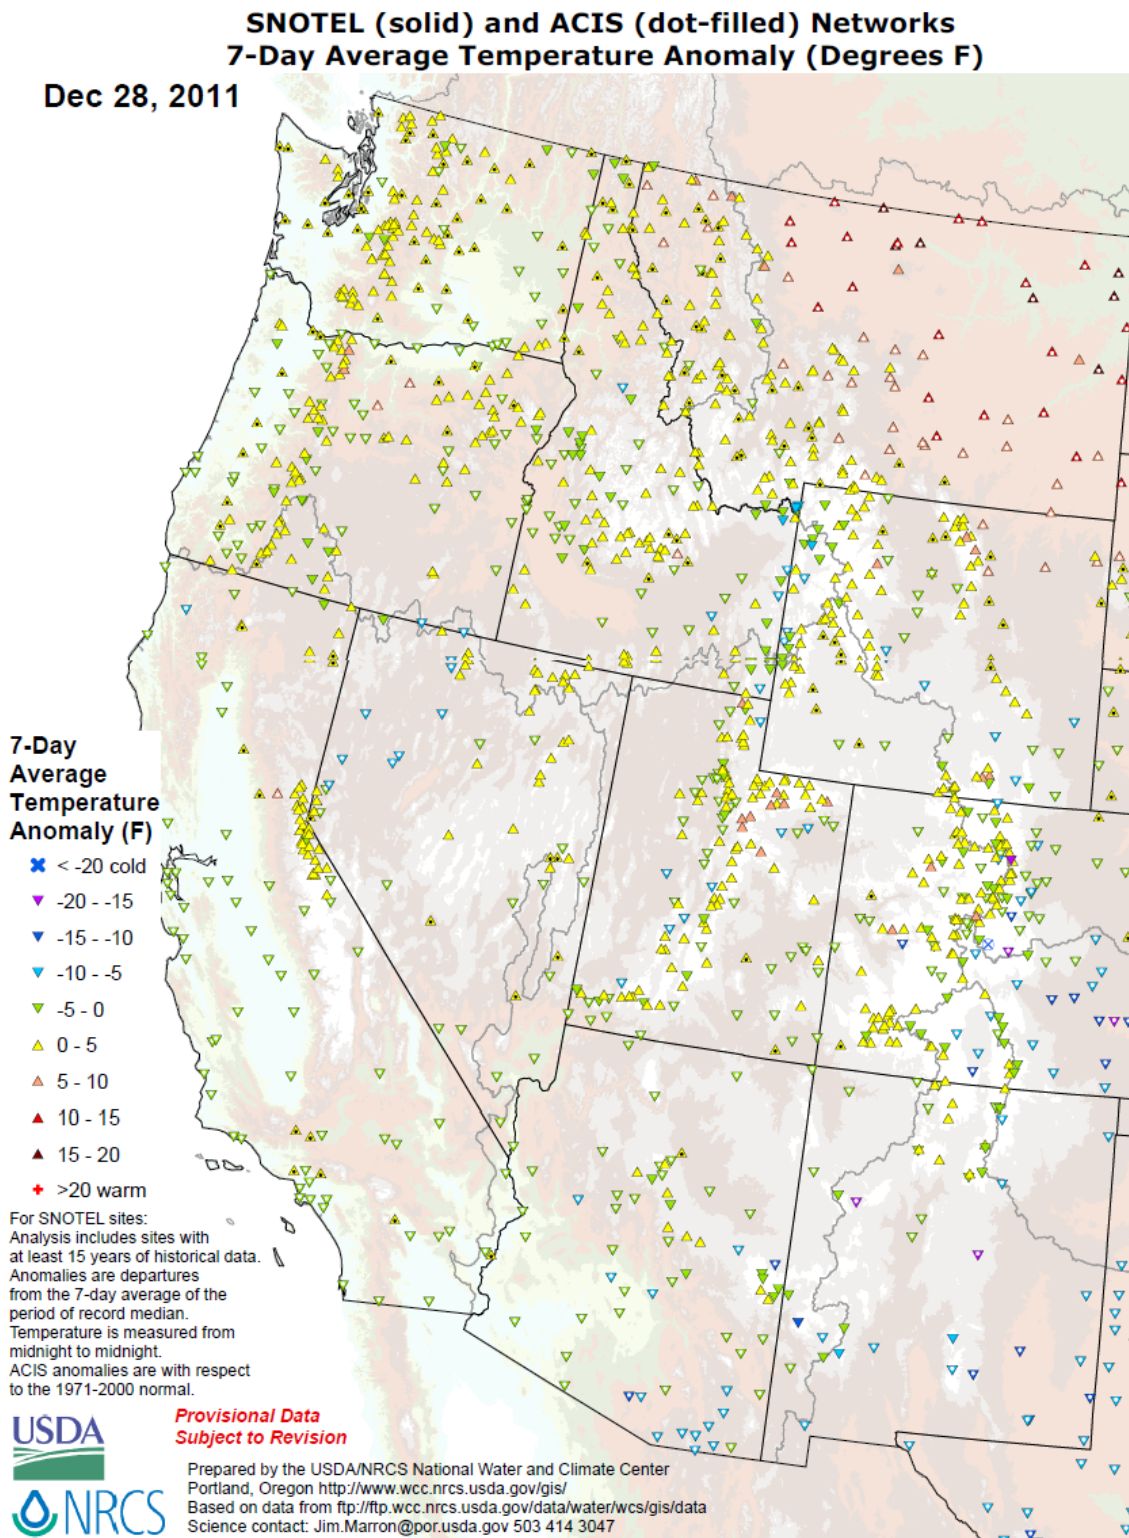 SNOTEL (solid) and ACIS (dot-filled) Networks
7-Day Average Temperature Anomaly (Degrees F)
Dec 28, 2011
7-Day
Average
Temperature
Anomaly (F)
< -20 cold
-20 - -15
-15 - -10
-10 - -5
-5 - 0
0 - 5
5 - 10
10 - 15
15 - 20
>20 warm
For SNOTEL sites:
Analysis includes sites with
at least 15 years of historical data.
Anomalies are departures
from the 7-day average of the
period of record median.
Temperature is measured from
midnight to midnight.
ACIS anomalies are with respect
to the 1971-2000 normal.
USDA
NRCS
Provisional Data
Subject to Revision
Prepared by the USDA/NRCS National Water and Climate Center
Portland, Oregon http://www.wcc.nrcs.usda.gov/gis/
Based on data from ftp://ftp.wcc.nrcs.usda.gov/data/water/wcs/gis/data
Science contact: Jim.Marron@por.usda.gov 503 414 3047